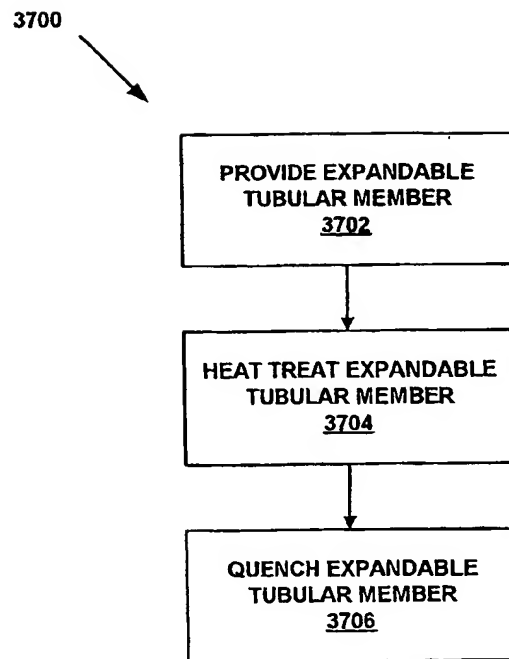 3700
PROVIDE EXPANDABLE
TUBULAR MEMBER
3702
HEAT TREAT EXPANDABLE
TUBULAR MEMBER
3704
QUENCH EXPANDABLE
TUBULAR MEMBER
3706